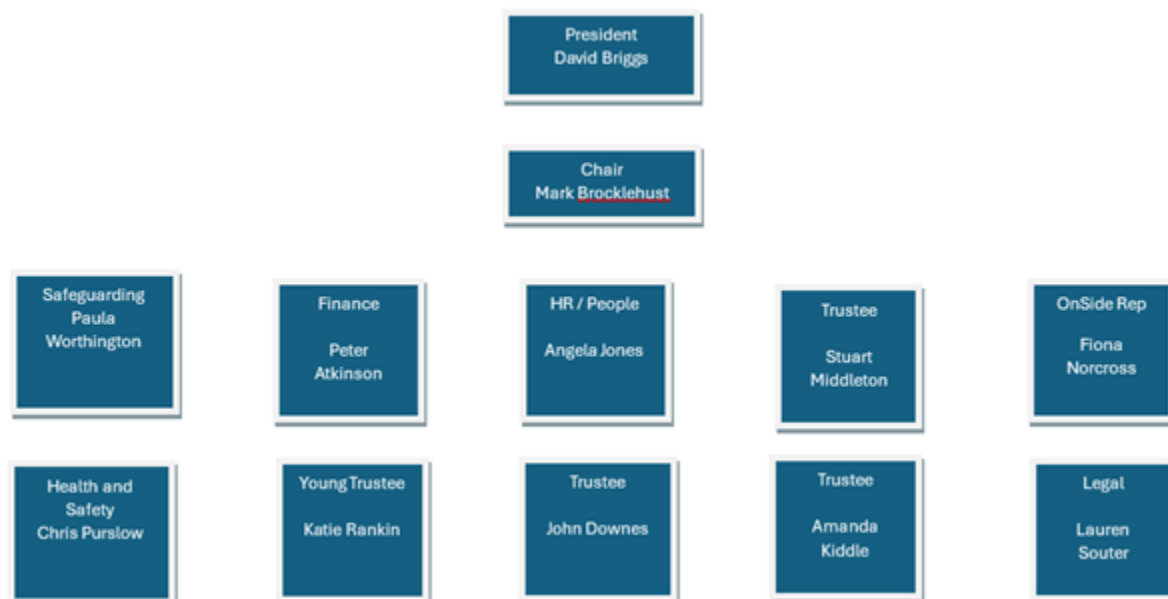 President
David Briggs
Chair
Mark Brocklehust
Safeguarding
Paula
Worthington
Finance
Peter
Atkinson
HR / People
Angela Jones
Trustee
Stuart
Middleton
OnSide Rep
Fiona
Norcross
Health and
Safety
Chris Purslow
Young Trustee
Katie Rankin
Trustee
John Downes
Trustee
Amanda
Kiddle
Legal
Lauren
Souter